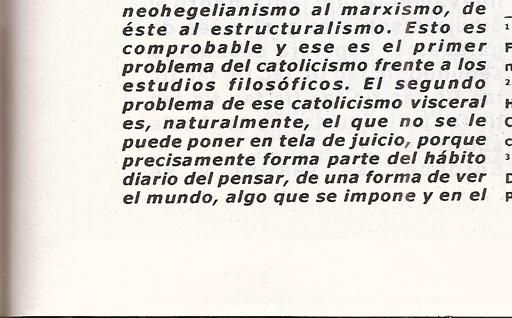 neohegelianismo al marxismo, de
éste al estructuralismo. Esto es
comprobable y ese es el primer
problema del catolicismo frente a los
estudios filosóficos. El segundo
problema de ese catolicismo visceral
es, naturalmente, el que no se le
puede poner en tela de juicio, porque
precisamente forma parte del hábito
diario del pensar, de una forma de ver
el mundo, algo que se impone y en el
1
2
3